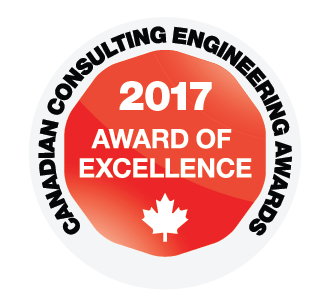 CANADIAN CONSULTING ENGINEERING AWARDS
2017
AWARD OF
EXCELLENCE